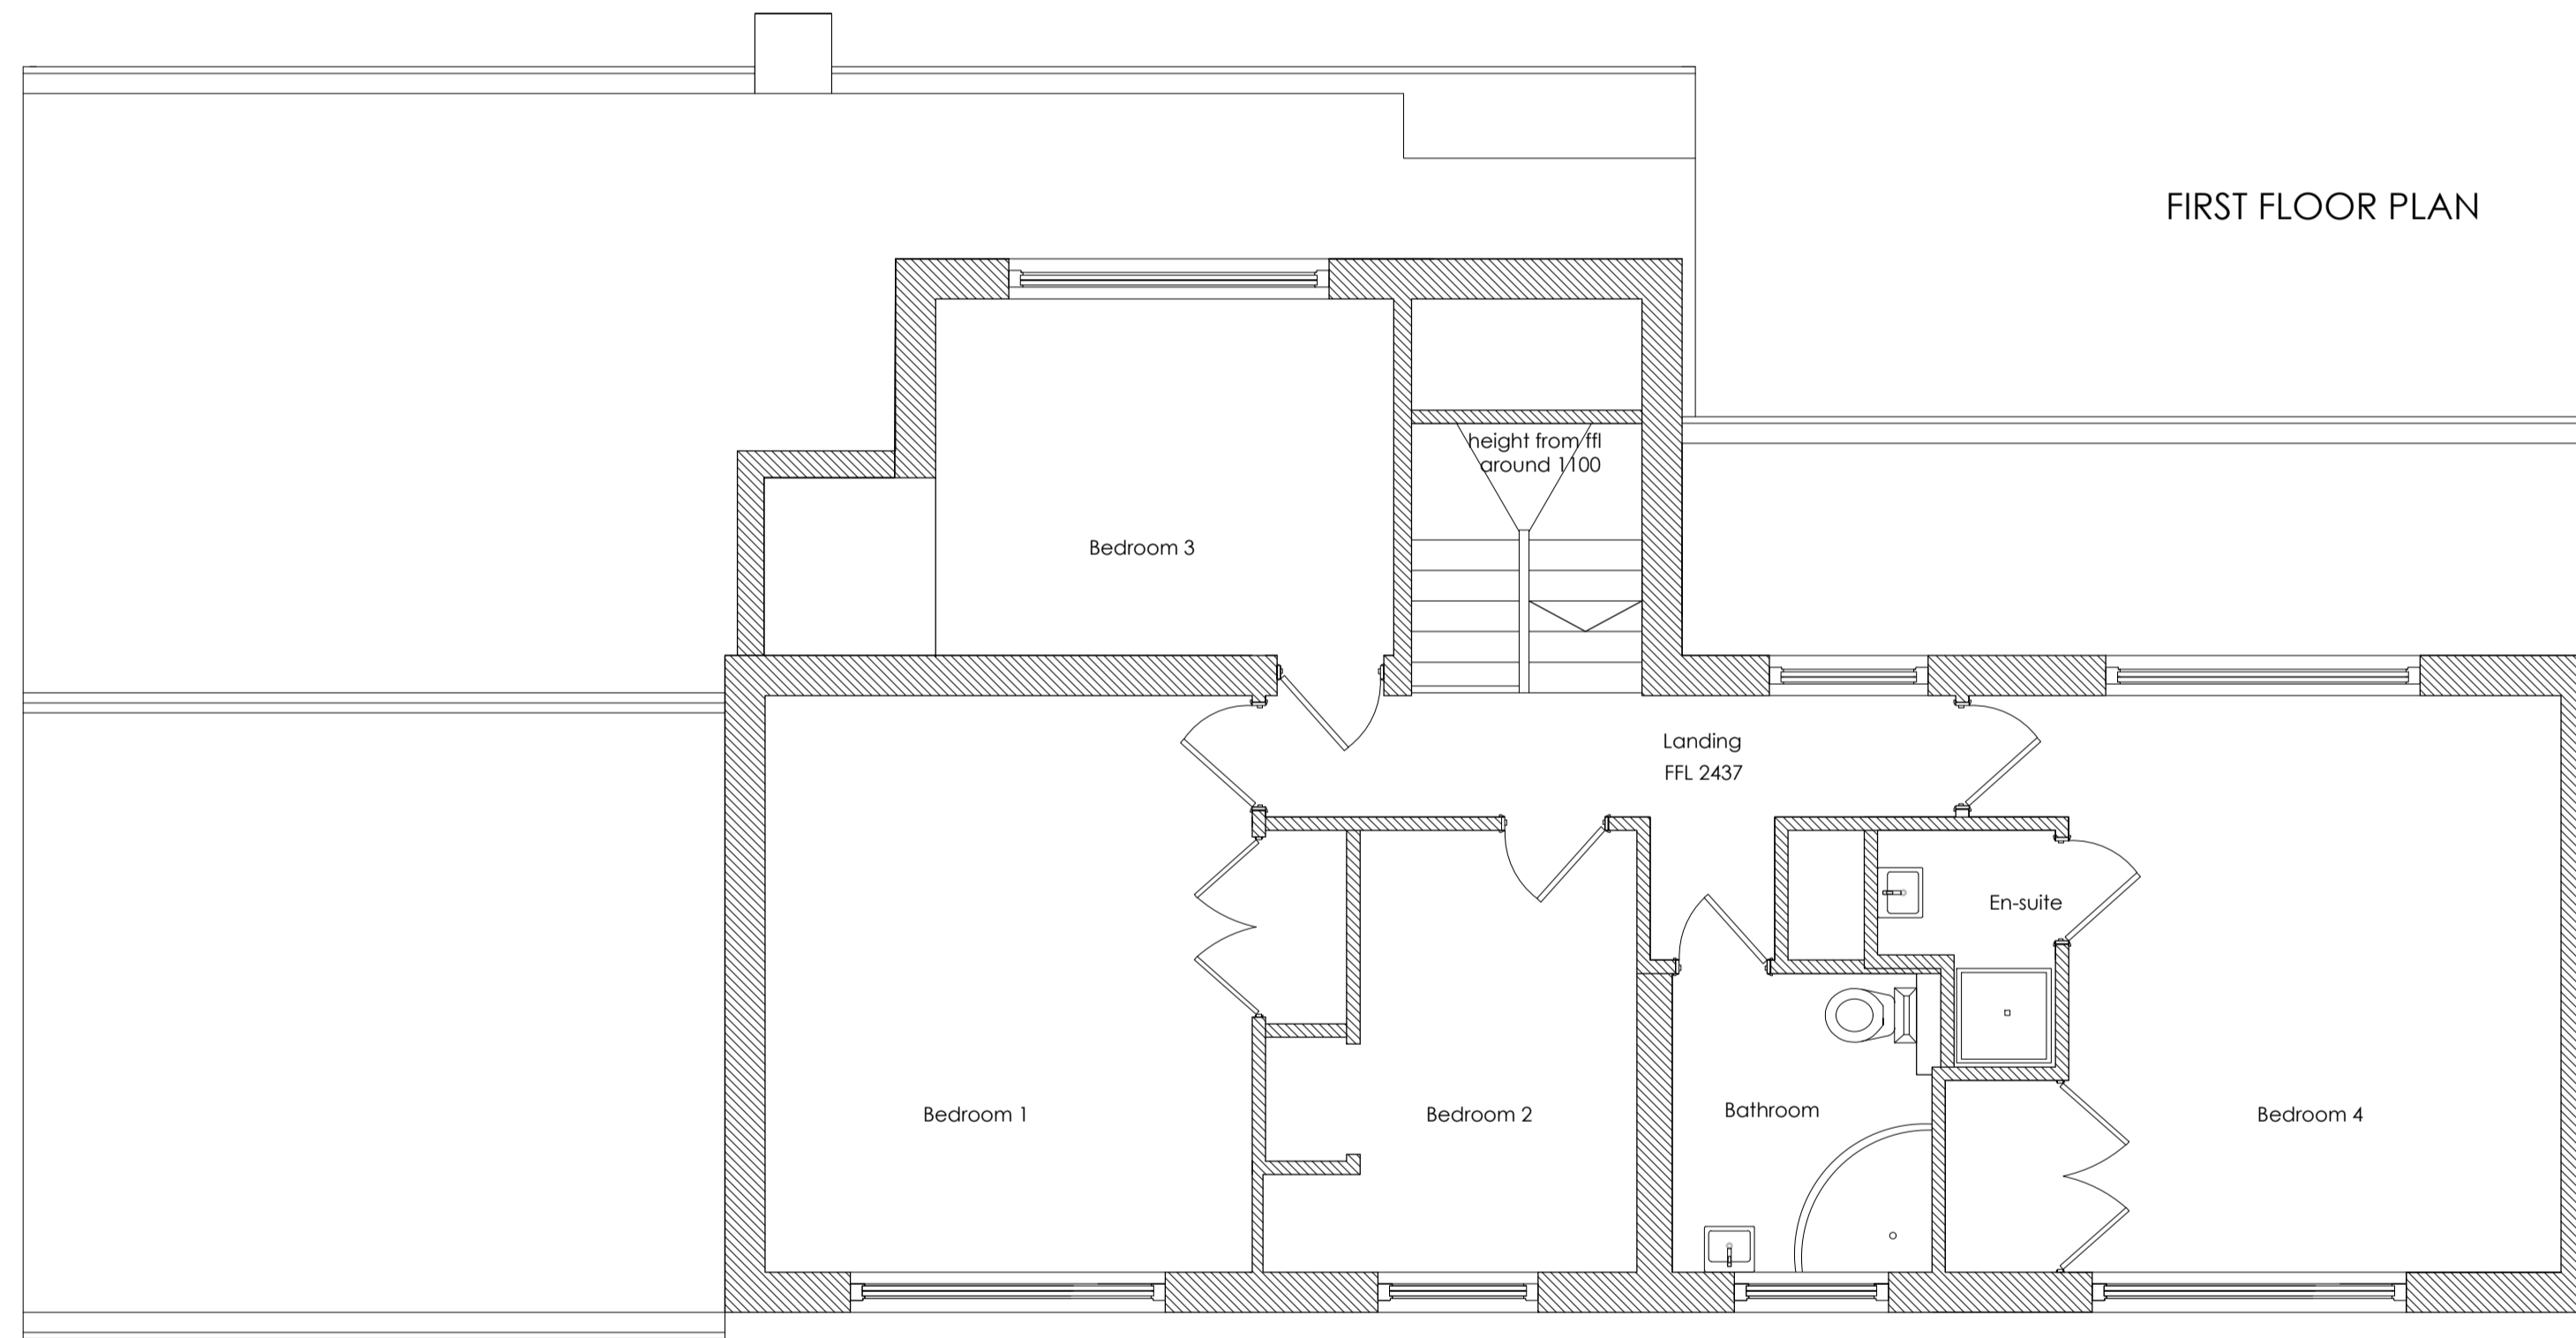 FIRST FLOOR PLAN
height from ffl
around 1100
Bedroom 3
Landing
FFL 2437
En-suite
Bedroom 1
Bedroom 2
Bathroom
Bedroom 4